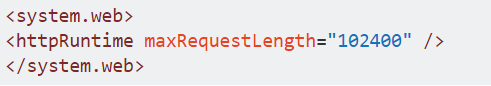 <system.web>
<httpRuntime maxRequestLength="102400" />
</system.web>